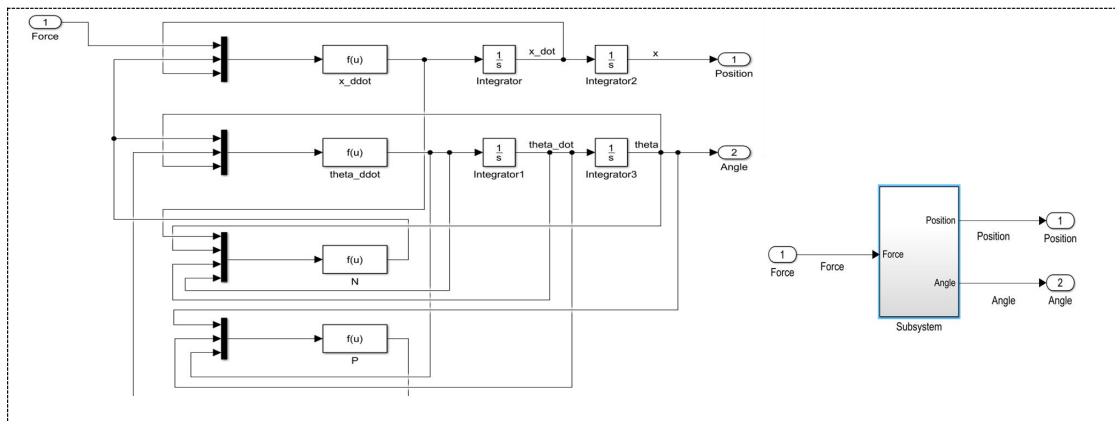 1
Force
f(u)
x_ddot
1
s
Integrator
x_dot
1
s
Integrator2
x
1
Position
f(u)
theta_ddot
1
s
Integrator1
theta_dot
1
s
Integrator3
theta
2
Angle
f(u)
N
f(u)
P
1
Force
Force
Force
Position
Angle
Subsystem
Position
1
Position
Angle
2
Angle